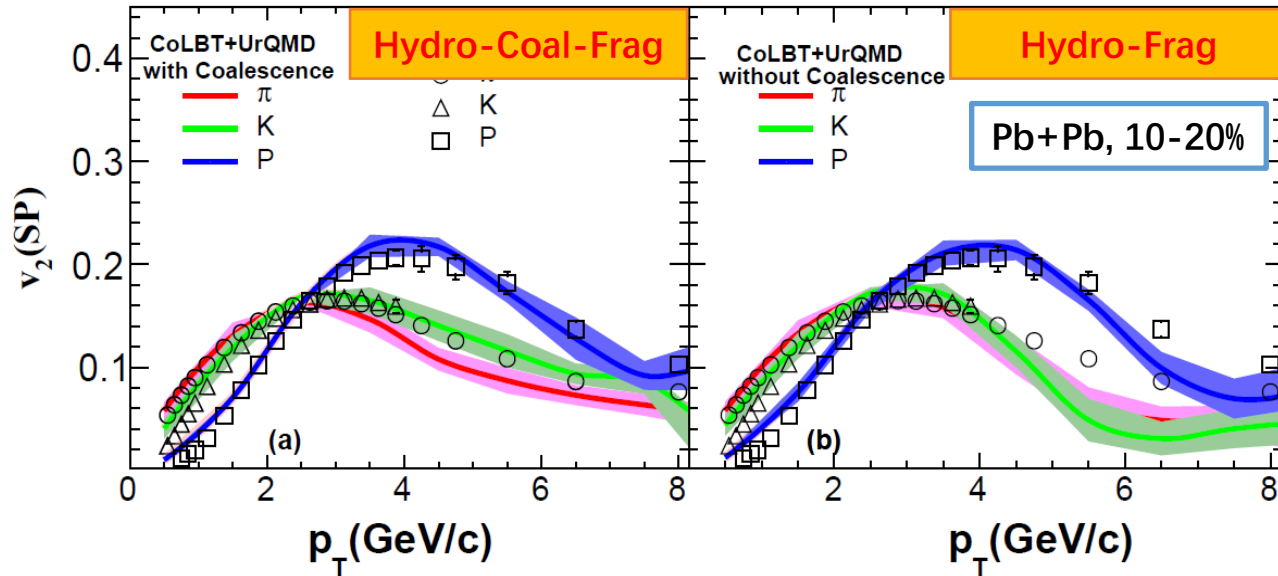 Hydro-Coal-Frag
CoLBT+UrQMD
with Coalescence
π
K
P
K
P
(a)
Hydro-Frag
CoLBT+UrQMD
without Coalescence
π
K
P
Pb+Pb, 10-20%
(b)
v2(SP)
0.4
0.3
0.2
0.1
0 2 4 6 8
2 4 6 8
pT(GeV/c)
pT(GeV/c)